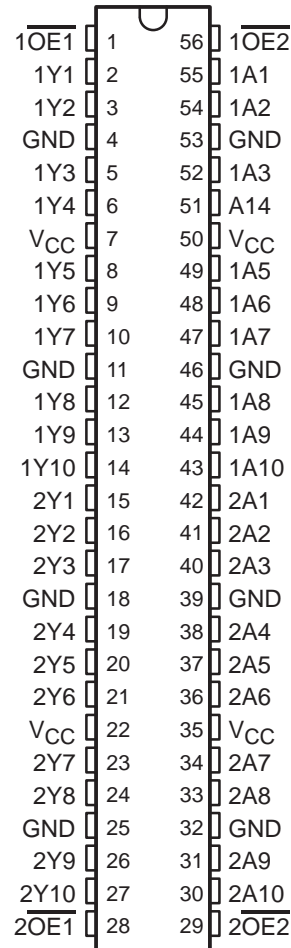 1OE1 1 56 1OE2
1Y1 2 55 1A1
1Y2 3 54 1A2
GND 4 53 GND
1Y3 5 52 1A3
1Y4 6 51 A14
VCC 7 50 VCC
1Y5 8 49 1A5
1Y6 9 48 1A6
1Y7 10 47 1A7
GND 11 46 GND
1Y8 12 45 1A8
1Y9 13 44 1A9
1Y10 14 43 1A10
2Y1 15 42 2A1
2Y2 16 41 2A2
2Y3 17 40 2A3
GND 18 39 GND
2Y4 19 38 2A4
2Y5 20 37 2A5
2Y6 21 36 2A6
VCC 22 35 VCC
2Y7 23 34 2A7
2Y8 24 33 2A8
GND 25 32 GND
2Y9 26 31 2A9
2Y10 27 30 2A10
2OE1 28 29 2OE2